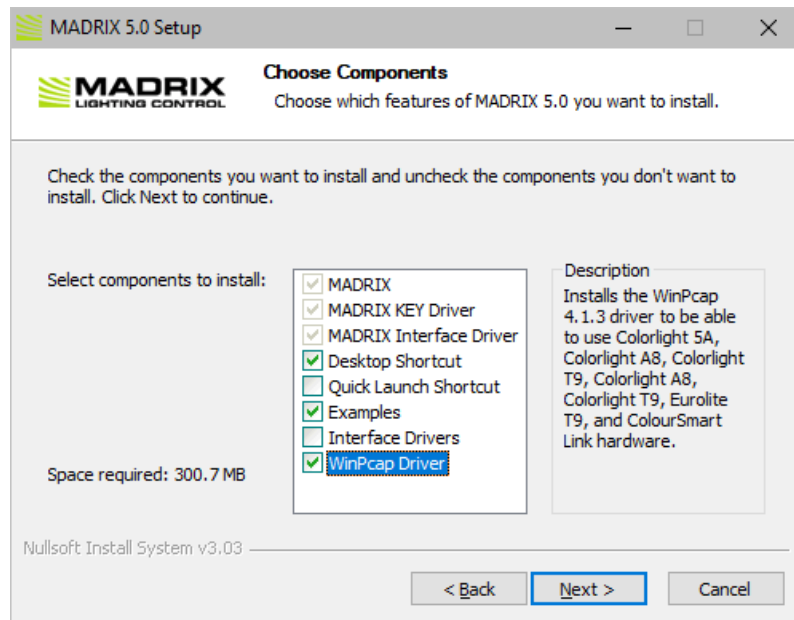 MADRIX 5.0 Setup
MADRIX
LIGHTING CONTROL
Choose Components
Choose which features of MADRIX 5.0 you want to install.
Check the components you want to install and uncheck the components you don't want to
install. Click Next to continue.
Select components to install:
MADRIX
MADRIX KEY Driver
MADRIX Interface Driver
Desktop Shortcut
Quick Launch Shortcut
Examples
Interface Drivers
WinPcap Driver
Space required: 300.7 MB
Description
Installs the WinPcap
4.1.3 driver to be able
to use Colorlight 5A,
Colorlight A8, Colorlight
T9, Colorlight A8,
Colorlight T9, Eurolite
T9, and ColourSmart
Link hardware.
Nullsoft Install System v3.03
< Back
Next >
Cancel